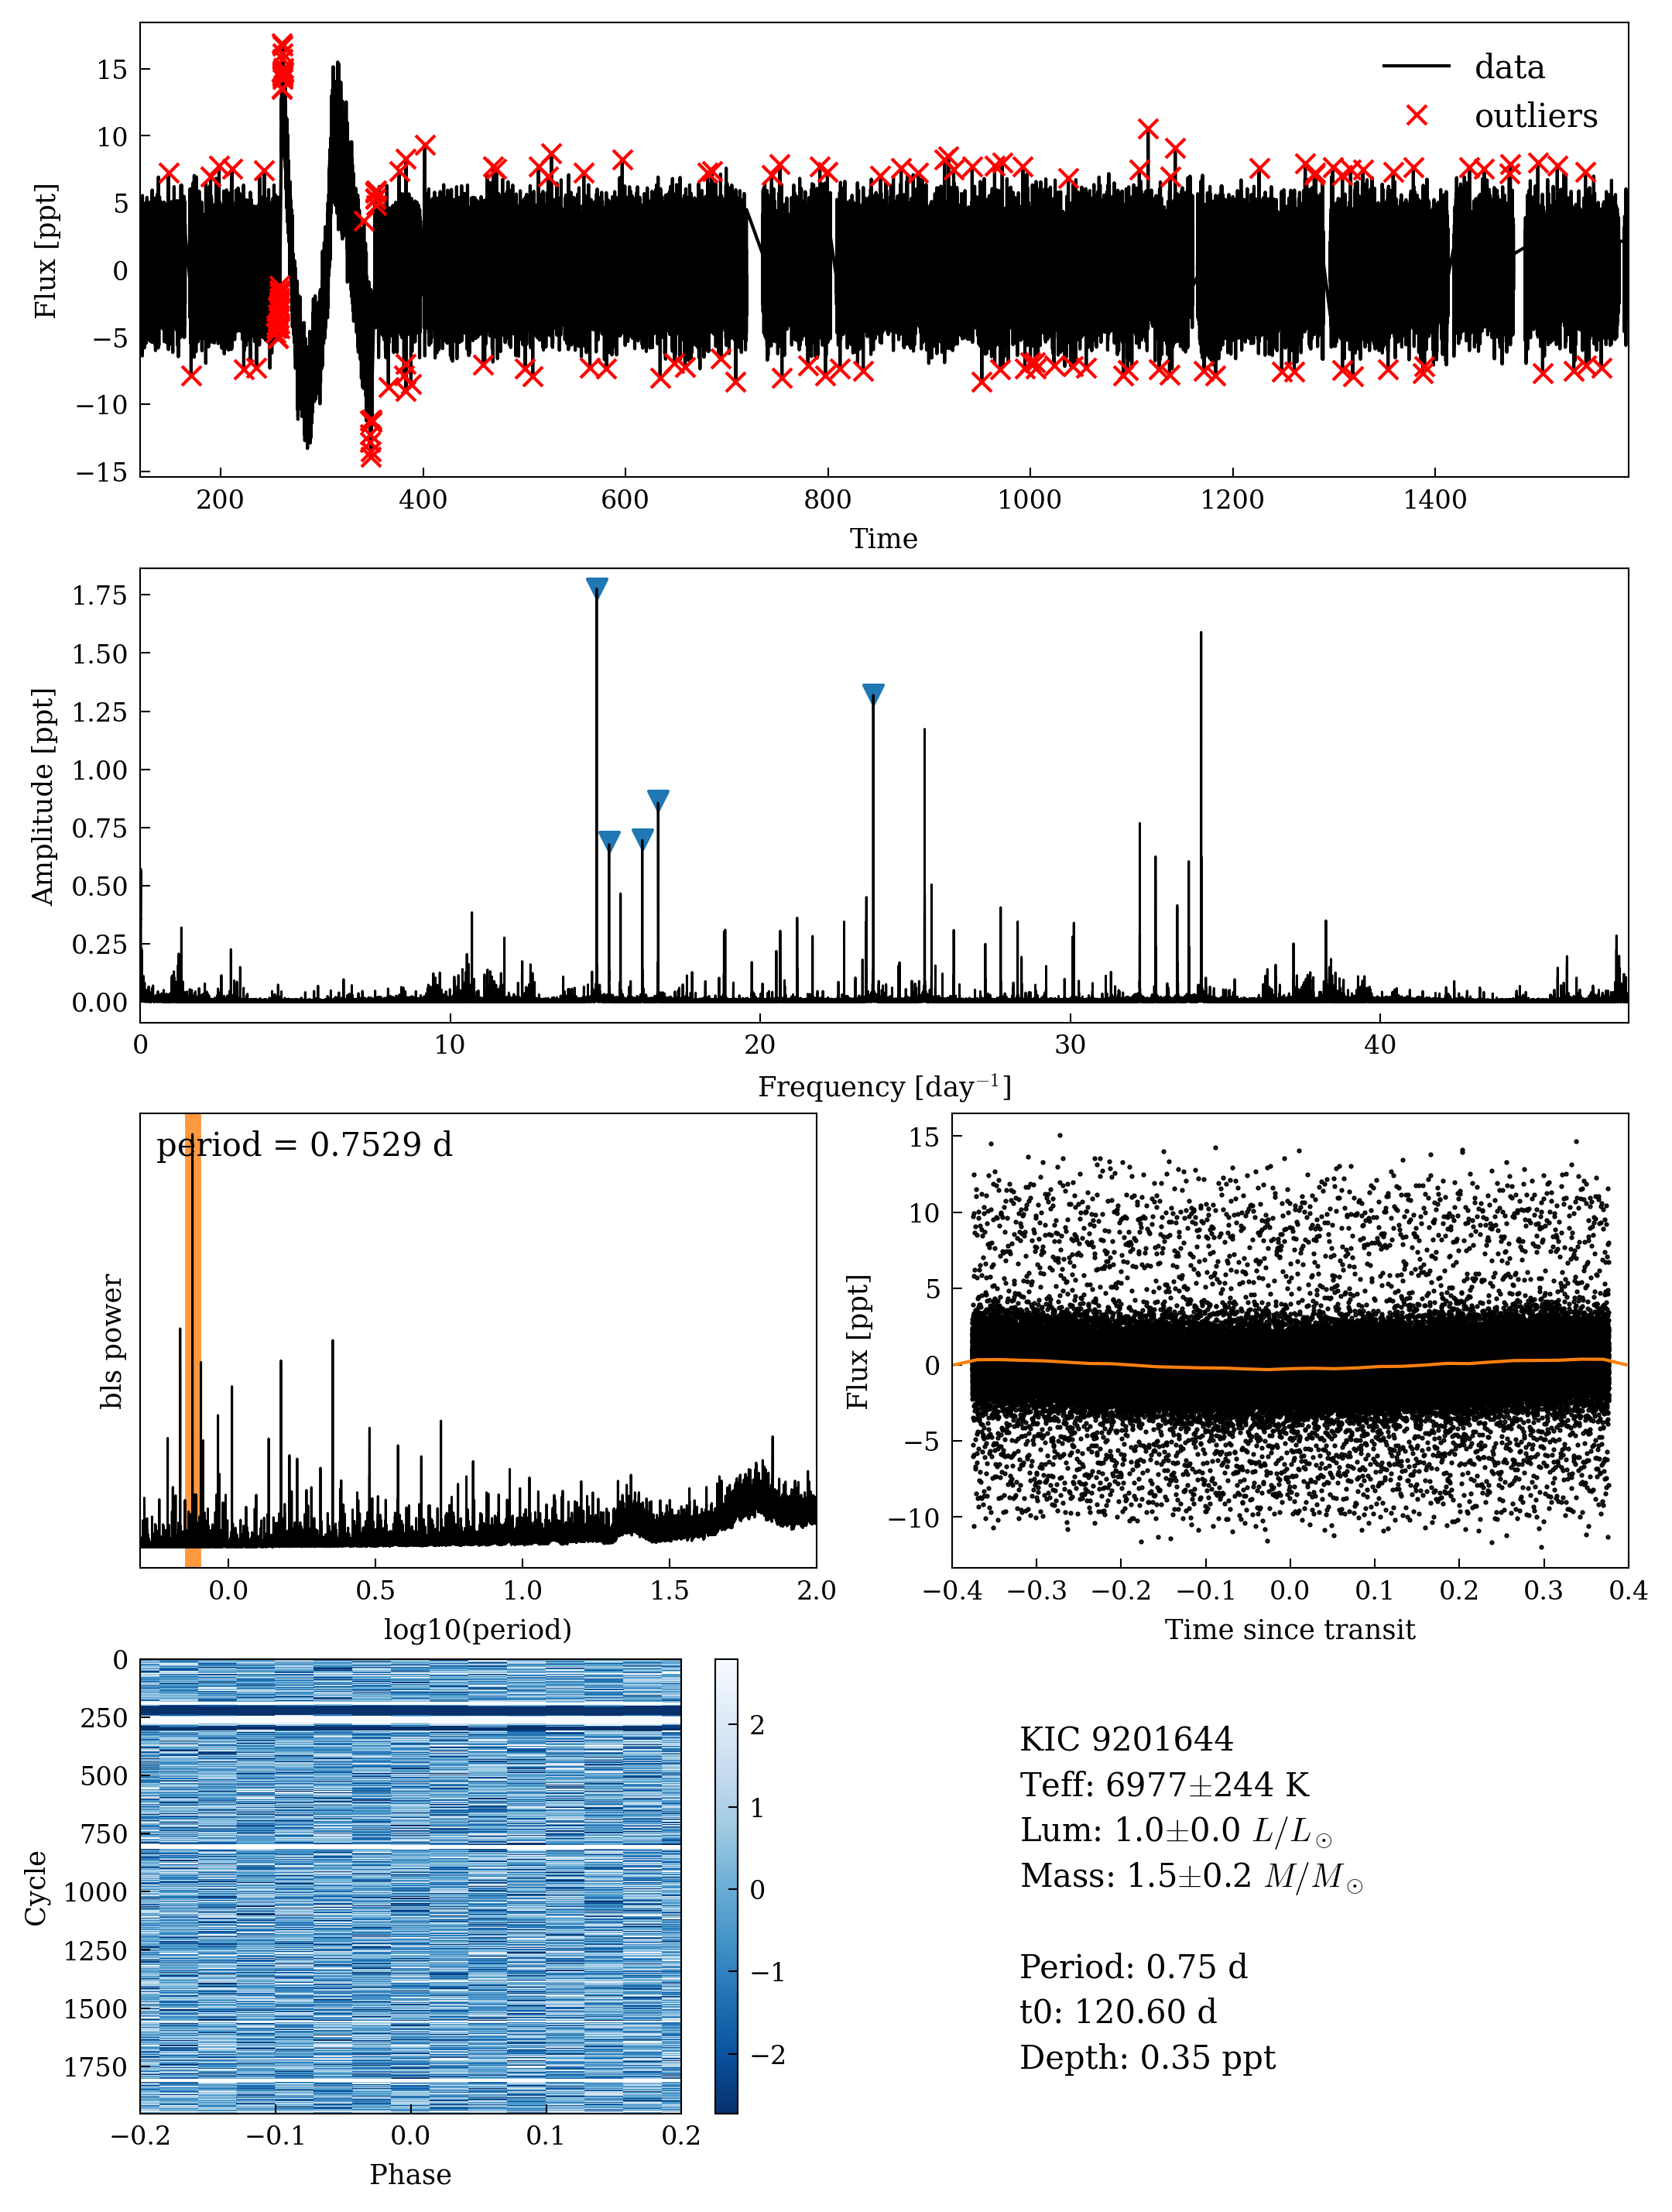 data
outliers
15
10
5
0
−5
−10
−15
Flux [ppt]
200 400 600 800 1000 1200 1400
Time
1.75
1.50
1.25
1.00
0.75
0.50
0.25
0.00
Amplitude [ppt]
0 10 20 30 40
Frequency [day⁻¹]
period = 0.7529 d
bls power
0.0 0.5 1.0 1.5 2.0
log10(period)
15
10
5
0
−5
−10
Flux [ppt]
−0.4 −0.3 −0.2 −0.1 0.0 0.1 0.2 0.3 0.4
Time since transit
0
250
500
750
1000
1250
1500
1750
Cycle
−0.2 −0.1 0.0 0.1 0.2
Phase
2
1
0
−1
−2
KIC 9201644
Teff: 6977±244 K
Lum: 1.0±0.0 L/L⊙
Mass: 1.5±0.2 M/M⊙
Period: 0.75 d
t0: 120.60 d
Depth: 0.35 ppt